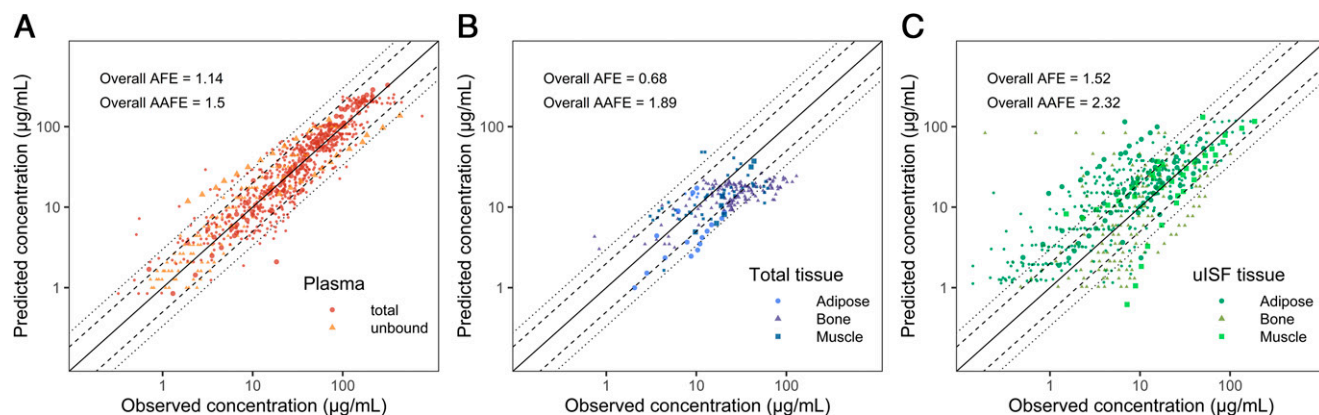 A
Overall AFE = 1.14
Overall AAFE = 1.5
Predicted concentration (µg/mL)
100
10
1
Plasma
total
unbound
1
10
100
Observed concentration (µg/mL)
B
Overall AFE = 0.68
Overall AAFE = 1.89
Predicted concentration (µg/mL)
100
10
1
Total tissue
Adipose
Bone
Muscle
1
10
100
Observed concentration (µg/mL)
C
Overall AFE = 1.52
Overall AAFE = 2.32
Predicted concentration (µg/mL)
100
10
1
uISF tissue
Adipose
Bone
Muscle
1
10
100
Observed concentration (µg/mL)